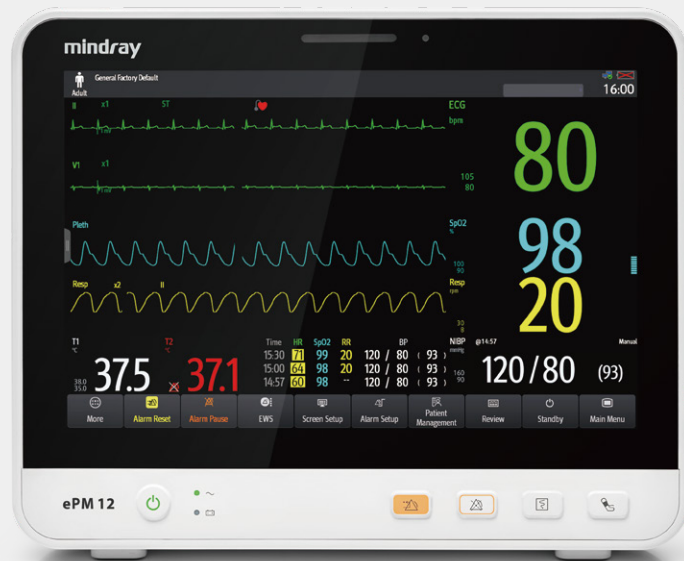 mindray
General Factory Default
Adult
16:00
II x1 ST
ECG
bpm
80
1mV
V1 x1
105
80
1mV
Pleth
SpO2
%
98
100
90
Resp x2 II
Resp
rpm
20
30
8
T1
°C
38.0
35.0
37.5
T2
°C
37.1
Time HR SpO2 RR BP
15:30 71 99 20 120 / 80 ( 93 )
15:00 64 98 20 120 / 80 ( 93 )
14:57 60 98 -- 120 / 80 ( 93 )
NIBP @14:57 Manual
mmHg
160
90
120/80 (93)
More
Alarm Reset
Alarm Pause
EWS
Screen Setup
Alarm Setup
Patient
Management
Review
Standby
Main Menu
ePM 12